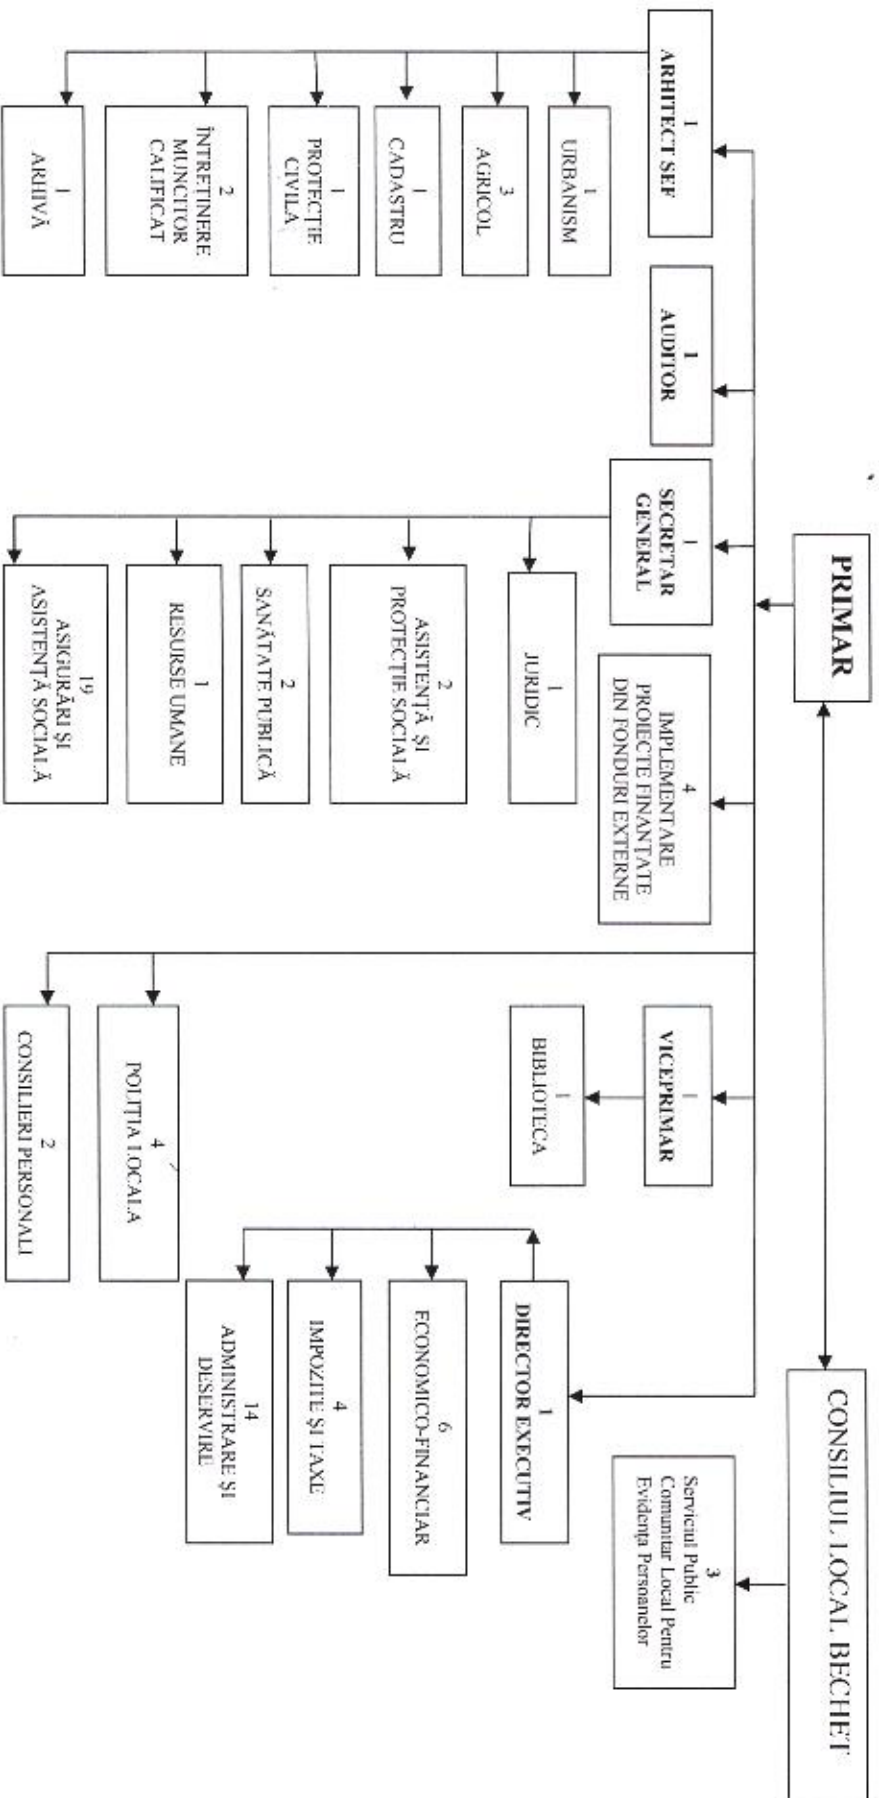 PRIMAR
CONSILIUL LOCAL BECHET
1
ARHITECT SEF
1
URBANISM
3
AGRICOL
1
CADASTRU
1
PROTECȚIE
CIVILA
2
ÎNTREȚINERE
MUNCITOR
CALIFICAT
1
ARHIVĂ
1
AUDITOR
1
SECRETAR
GENERAL
1
JURIDIC
2
ASISTENȚĂ ȘI
PROTECȚIE SOCIALĂ
2
SANĂTATE PUBLICĂ
1
RESURSE UMANE
19
ASIGURĂRI ȘI
ASISTENȚĂ SOCIALĂ
4
IMPLEMENTARE
PROIECTE FINANȚATE
DIN FONDURI EXTERNE
1
VICEPRIMAR
1
BIBLIOTECA
4
POLIȚIA LOCALA
2
CONSILIERI PERSONALI
1
DIRECTOR EXECUTIV
6
ECONOMICO-FINANCIAR
4
IMPOZITE ȘI TAXE
14
ADMINISTRARE ȘI
DESERVIRE
3
Serviciul Public
Comunitar Local Pentru
Evidența Persoanelor